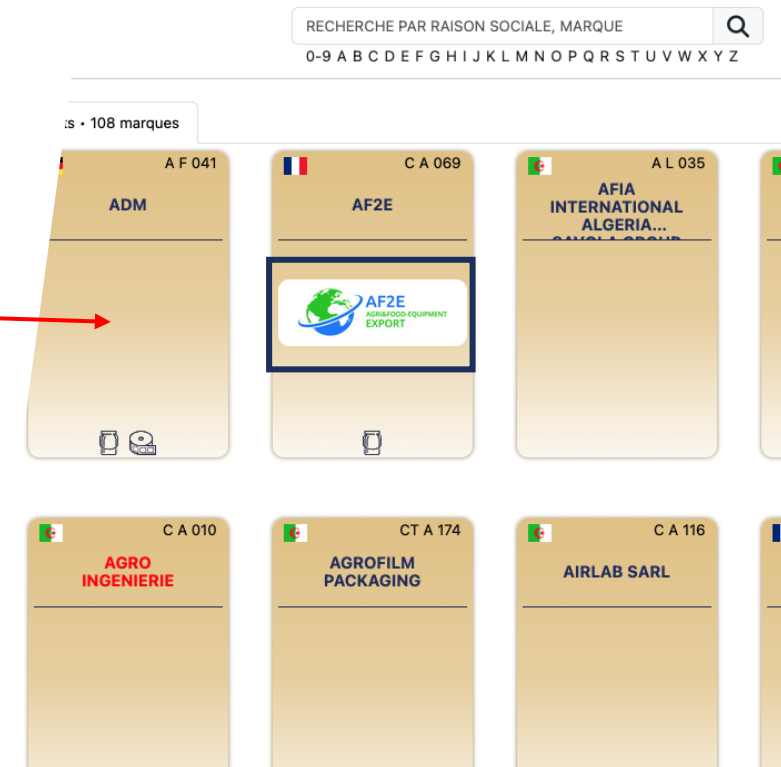 RECHERCHE PAR RAISON SOCIALE, MARQUE
0-9 A B C D E F G H I J K L M N O P Q R S T U V W X Y Z
• 108 marques
A F 041
ADM
C A 069
AF2E
AF2E
AGRI&FOOD-EQUIPMENT
EXPORT
A L 035
AFIA
INTERNATIONAL
ALGERIA...
C A 010
AGRO
INGENIERIE
CT A 174
AGROFILM
PACKAGING
C A 116
AIRLAB SARL